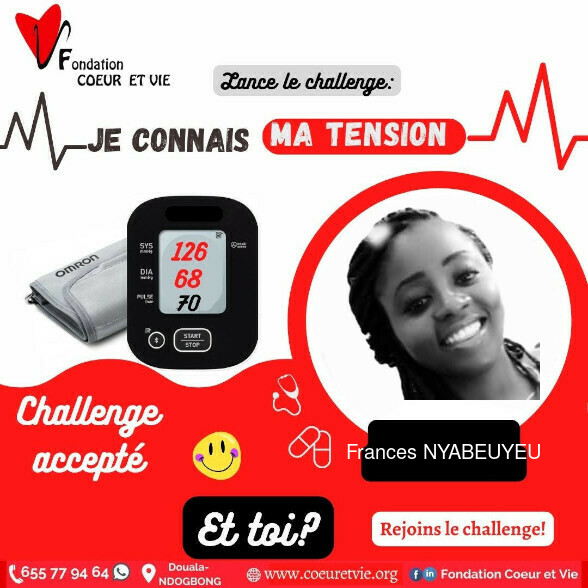 Fondation
COEUR ET VIE
Lance le challenge:
JE CONNAIS MA TENSION
OMRON
SYS
mmHg
126
DIA
mmHg
68
PULSE
70
START
STOP
Challenge
accepté
Frances NYABEUYEU
Et toi?
Rejoins le challenge!
655 77 94 64
Douala-
NDOGBONG
www.coeuretvie.org
Fondation Coeur et Vie